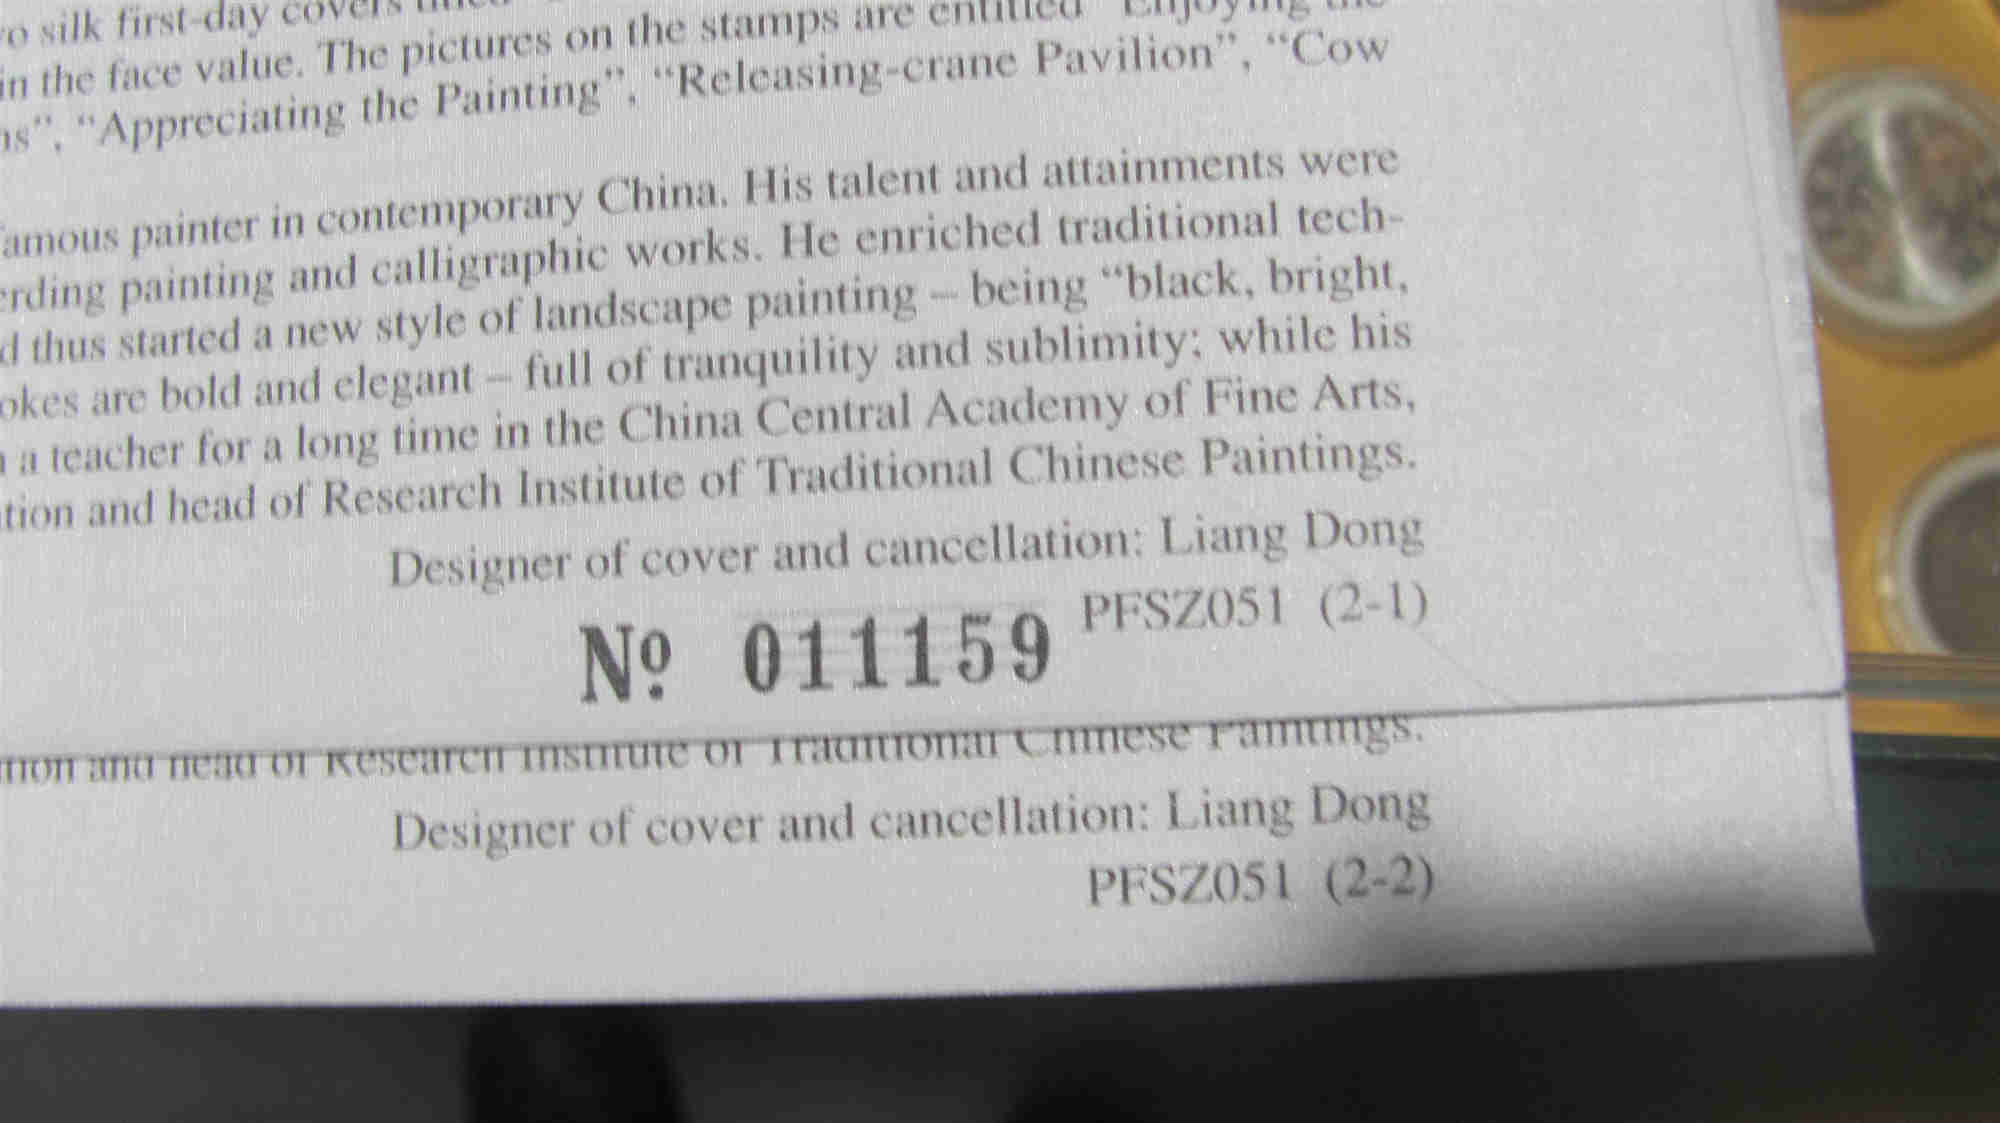 silk first-day covers
in the face value. The pictures on the stamps are entitled "Enjoying the
", "Appreciating the Painting", "Releasing-crane Pavilion", "Cow
amous painter in contemporary China. His talent and attainments were
rding painting and calligraphic works. He enriched traditional tech-
d thus started a new style of landscape painting – being "black, bright,
okes are bold and elegant – full of tranquility and sublimity; while his
a teacher for a long time in the China Central Academy of Fine Arts,
tion and head of Research Institute of Traditional Chinese Paintings.
Designer of cover and cancellation: Liang Dong
PFSZ051 (2-1)
Nº 011159
tion and head of Research Institute of Traditional Chinese Paintings.
Designer of cover and cancellation: Liang Dong
PFSZ051 (2-2)